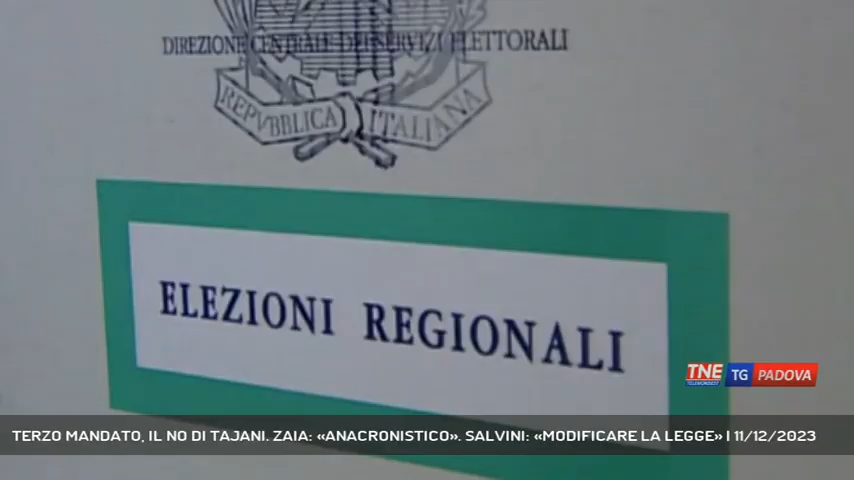 DIREZIONE CENTRALE DEI SERVIZI ELETTORALI
REPVBBLICA ITALIANA
ELEZIONI REGIONALI
TNE TG PADOVA
TELENORDEST
TERZO MANDATO, IL NO DI TAJANI. ZAIA: «ANACRONISTICO». SALVINI: «MODIFICARE LA LEGGE» | 11/12/2023